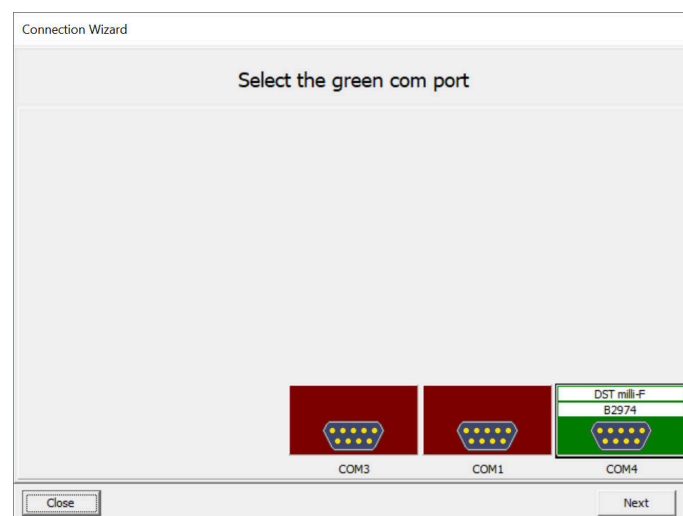 Connection Wizard
Select the green com port
DST milli-F
B2974
COM3
COM1
COM4
Close
Next